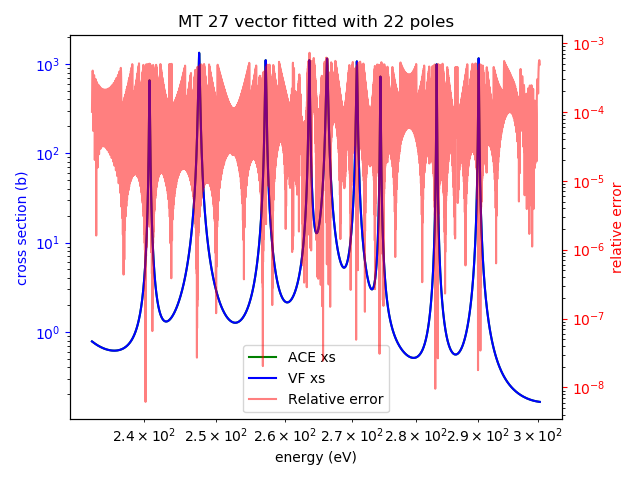 MT 27 vector fitted with 22 poles
cross section (b)
10³
10²
10¹
10⁰
10⁻³
10⁻⁴
10⁻⁵
10⁻⁶
10⁻⁷
10⁻⁸
relative error
ACE xs
VF xs
Relative error
2.4 × 10² 2.5 × 10² 2.6 × 10² 2.7 × 10² 2.8 × 10² 2.9 × 10² 3 × 10²
energy (eV)